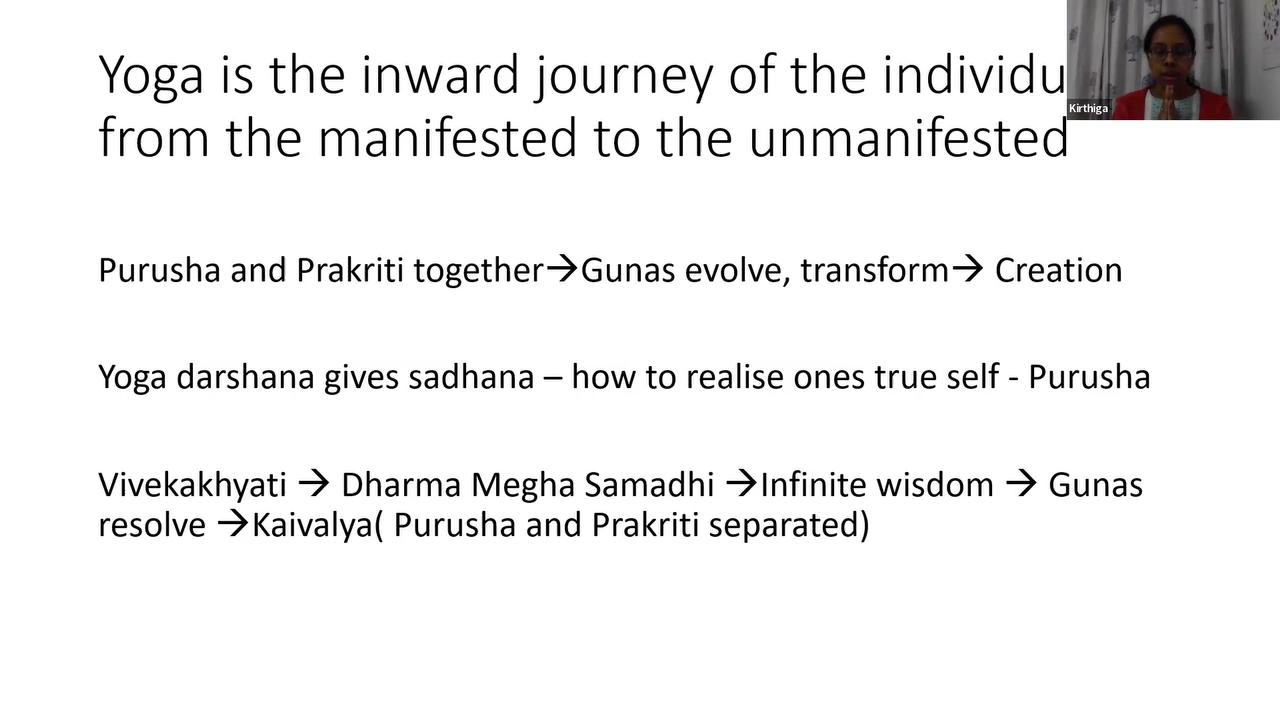 Yoga is the inward journey of the individu
from the manifested to the unmanifested
Kirthiga
Purusha and Prakriti together→Gunas evolve, transform→ Creation
Yoga darshana gives sadhana – how to realise ones true self - Purusha
Vivekakhyati → Dharma Megha Samadhi →Infinite wisdom → Gunas
resolve →Kaivalya( Purusha and Prakriti separated)